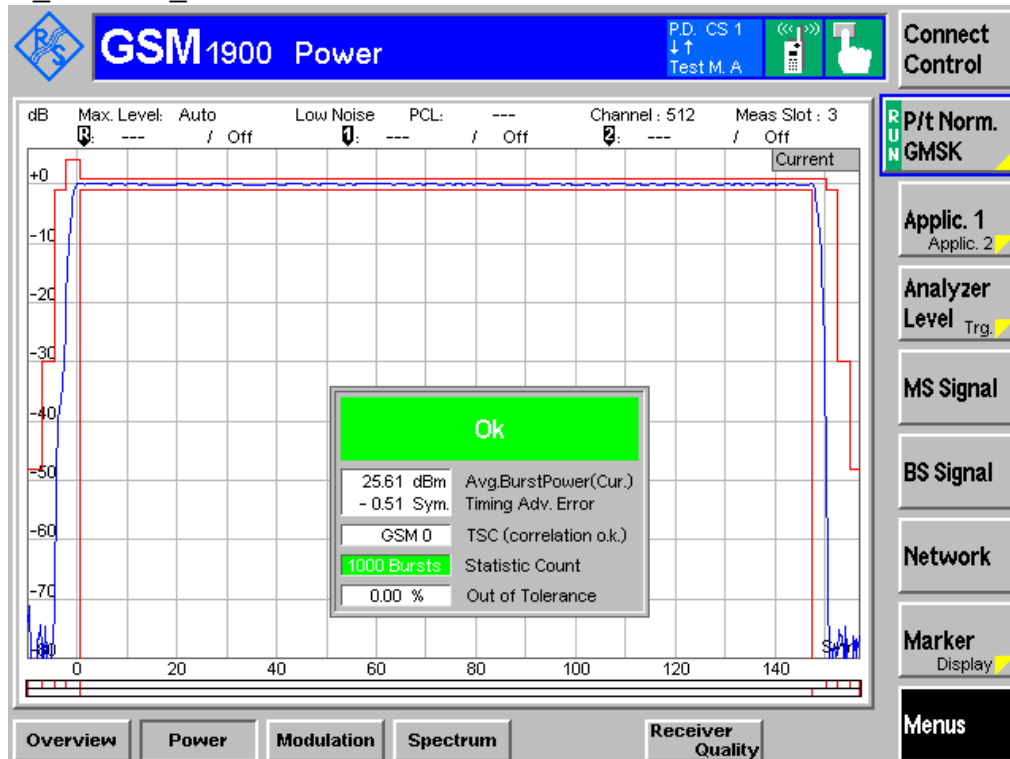 R&S GSM 1900 Power
P.D. CS 1
Test M. A
Connect Control
dB Max. Level: Auto Low Noise PCL: --- Channel : 512 Meas Slot : 3
R: --- / Off 1: --- / Off 2: --- / Off
Current
+0
-10
-20
-30
-40
-50
-60
-70
-80
0 20 40 60 80 100 120 140
Ok
25.61 dBm Avg.BurstPower(Cur.)
- 0.51 Sym. Timing Adv. Error
GSM 0 TSC (correlation o.k.)
1000 Bursts Statistic Count
0.00 % Out of Tolerance
RUN
P/t Norm.
GMSK
Applic. 1
Applic. 2
Analyzer
Level Trg.
MS Signal
BS Signal
Network
Marker
Display
Menus
Overview Power Modulation Spectrum Receiver Quality